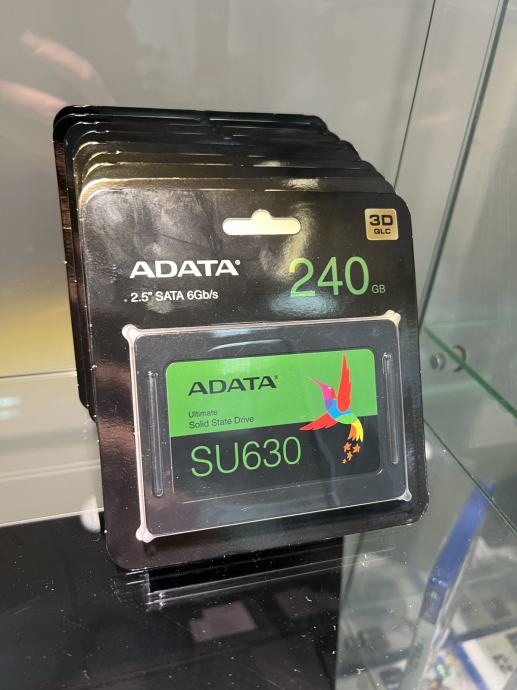 3D
QLC
ADATA®
2.5" SATA 6Gb/s
240 GB
ADATA®
Ultimate
Solid State Drive
SU630